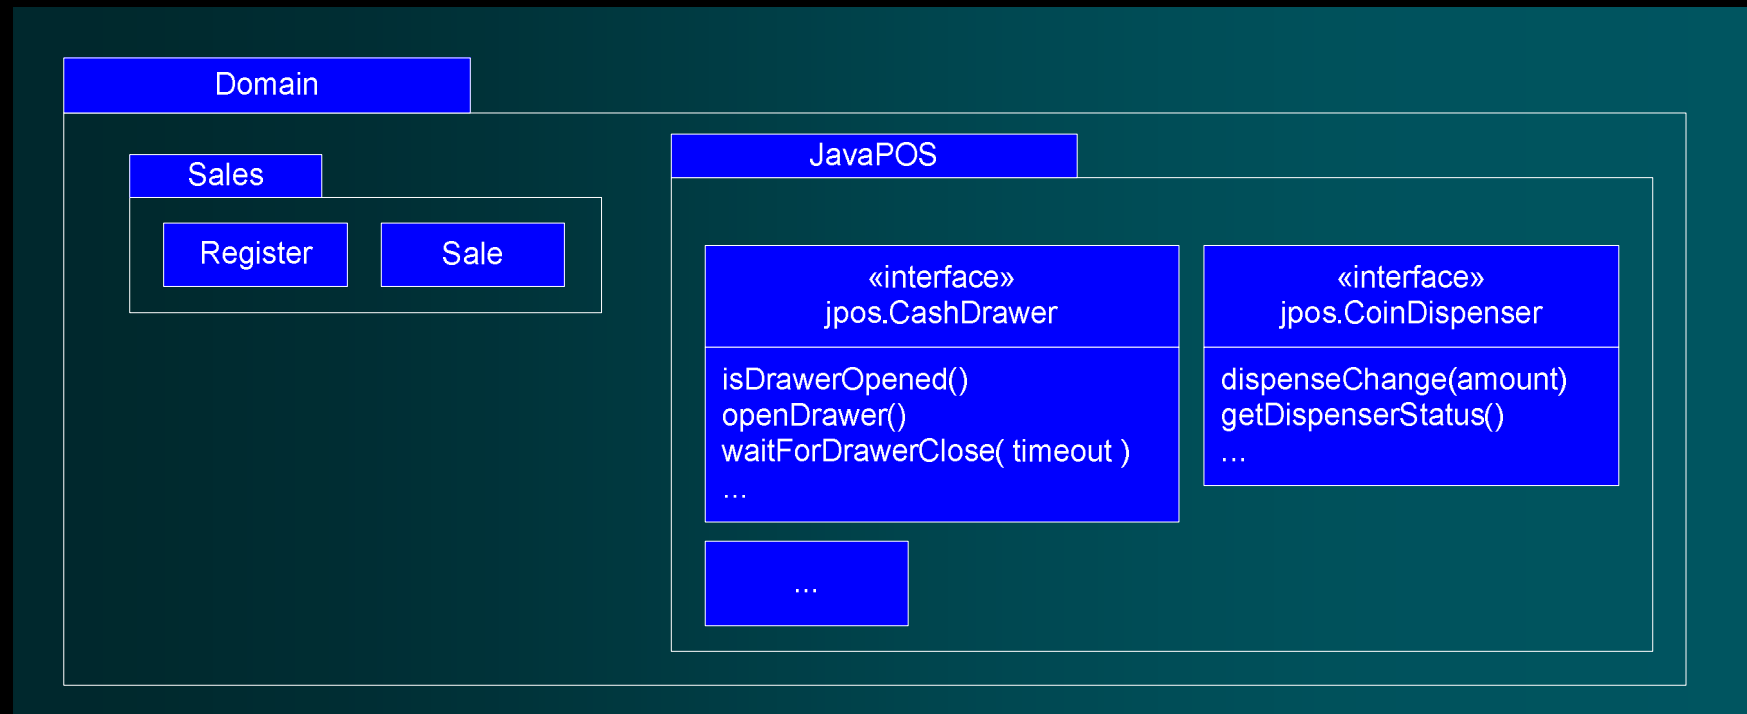 Domain
Sales
Register
Sale
JavaPOS
«interface»
jpos.CashDrawer
isDrawerOpened()
openDrawer()
waitForDrawerClose( timeout )
...
«interface»
jpos.CoinDispenser
dispenseChange(amount)
getDispenserStatus()
...
...